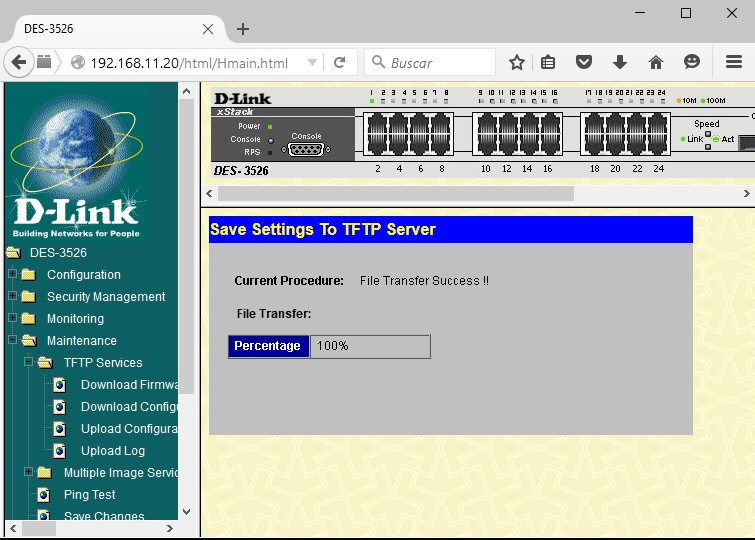 DES-3526
192.168.11.20/html/Hmain.html
Buscar
D-Link
Building Networks for People
DES-3526
Configuration
Security Management
Monitoring
Maintenance
TFTP Services
Download Firmwa
Download Configu
Upload Configura
Upload Log
Multiple Image Servic
Ping Test
Save Changes
D-Link
xStack
Power
Console
RPS
Console
DES- 3526
1 2 3 4 5 6 7 8
9 10 11 12 13 14 15 16
17 18 19 20 21 22 23 24
10M 100M
Speed
Link Act
2 4 6 8
10 12 14 16
18 20 22 24
Save Settings To TFTP Server
Current Procedure: File Transfer Success !!
File Transfer:
Percentage 100%